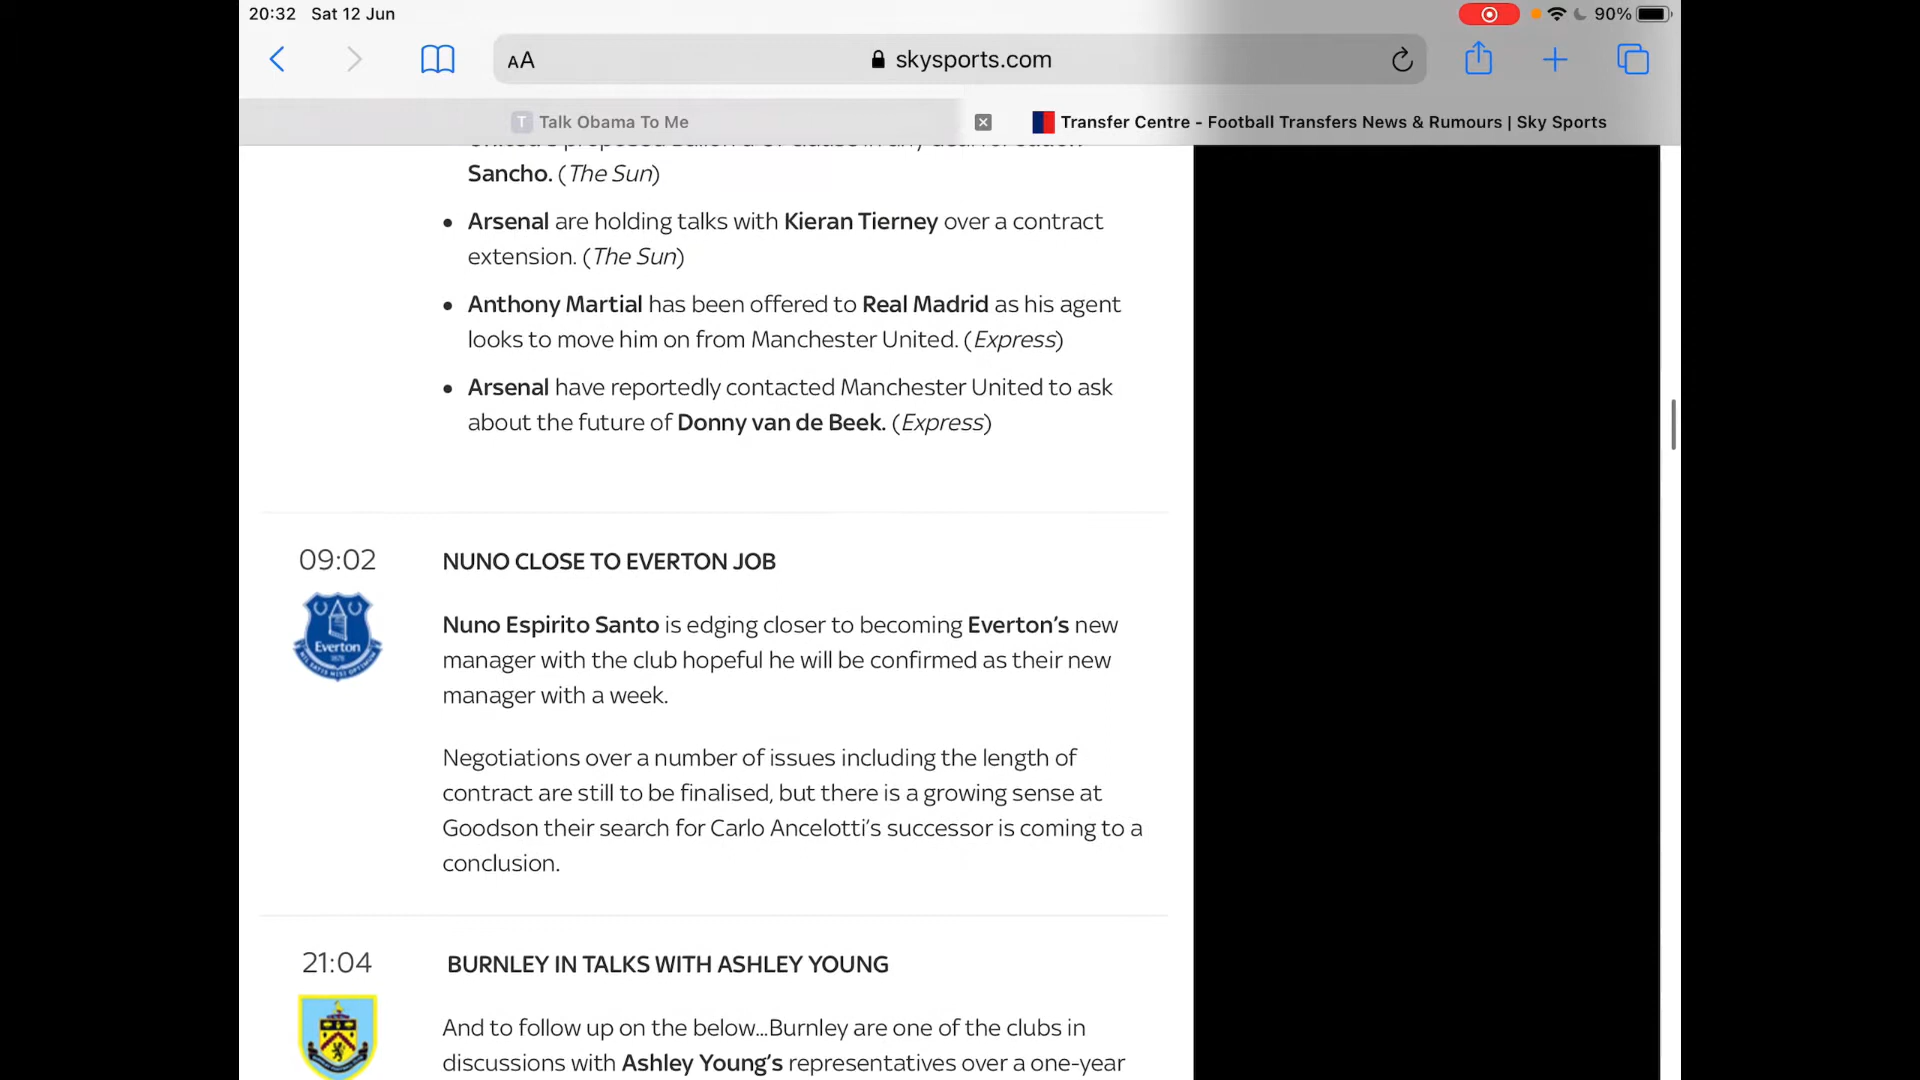 20:32 Sat 12 Jun
90%
AA
skysports.com
T Talk Obama To Me
Transfer Centre - Football Transfers News & Rumours | Sky Sports
Sancho. (The Sun)
• Arsenal are holding talks with Kieran Tierney over a contract
extension. (The Sun)
• Anthony Martial has been offered to Real Madrid as his agent
looks to move him on from Manchester United. (Express)
• Arsenal have reportedly contacted Manchester United to ask
about the future of Donny van de Beek. (Express)
09:02
NUNO CLOSE TO EVERTON JOB
Everton
Nuno Espirito Santo is edging closer to becoming Everton's new
manager with the club hopeful he will be confirmed as their new
manager with a week.
Negotiations over a number of issues including the length of
contract are still to be finalised, but there is a growing sense at
Goodson their search for Carlo Ancelotti's successor is coming to a
conclusion.
21:04
BURNLEY IN TALKS WITH ASHLEY YOUNG
And to follow up on the below...Burnley are one of the clubs in
discussions with Ashley Young's representatives over a one-year